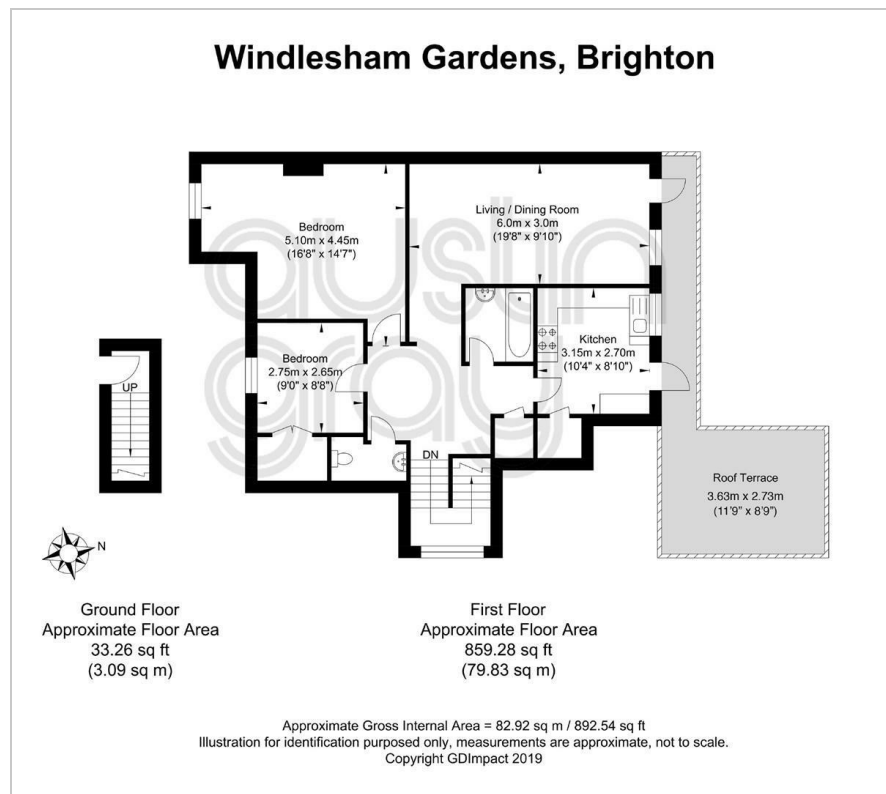 Windlesham Gardens, Brighton
Bedroom
5.10m x 4.45m
(16'8" x 14'7")
Living / Dining Room
6.0m x 3.0m
(19'8" x 9'10")
Bedroom
2.75m x 2.65m
(9'0" x 8'8")
Kitchen
3.15m x 2.70m
(10'4" x 8'10")
UP
DN
Roof Terrace
3.63m x 2.73m
(11'9" x 8'9")
N
Ground Floor
Approximate Floor Area
33.26 sq ft
(3.09 sq m)
First Floor
Approximate Floor Area
859.28 sq ft
(79.83 sq m)
austin
gray
Approximate Gross Internal Area = 82.92 sq m / 892.54 sq ft
Illustration for identification purposed only, measurements are approximate, not to scale.
Copyright GDImpact 2019